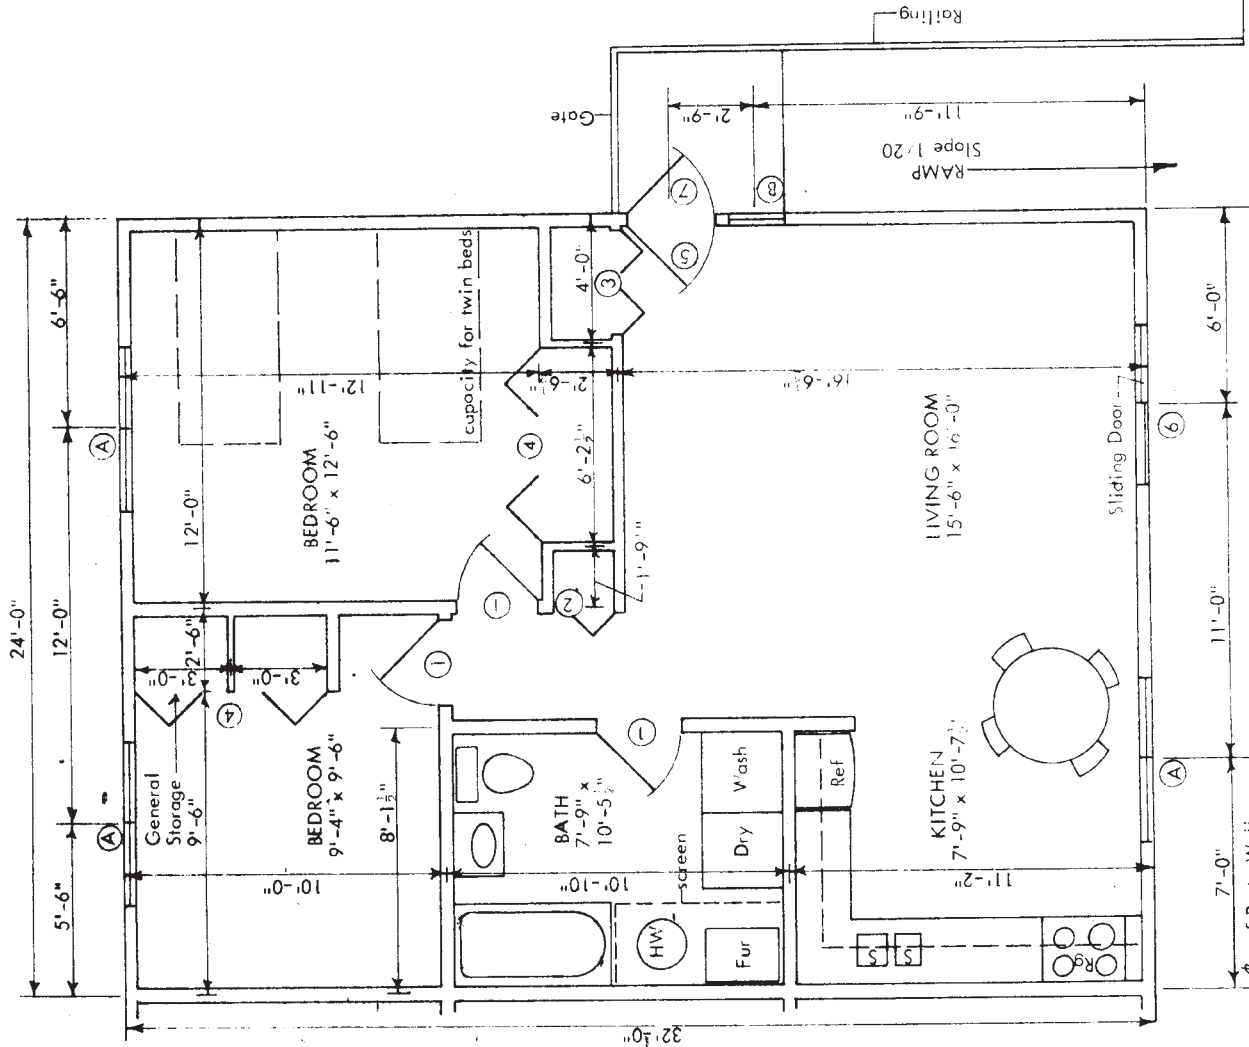 Railing
Gate
2'-9"
11'-9"
RAMP
Slope 1/20
24'-0"
6'-6"
12'-0"
5'-6"
A
A
12'-0"
12'-11"
capacity for twin beds
BEDROOM
11'-6" x 12'-6"
4'-0"
3
5
7
B
2'-6½"
4
6'-2½"
16'-6½"
1
2
1
2'-6"
3'-0"
3'-0"
4
General
Storage
9'-6"
BEDROOM
9'-4" x 9'-6"
8'-1½"
10'-0"
LIVING ROOM
15'-6" x 16'-0"
Sliding Door
6
6'-0"
11'-0"
A
7'-0"
1
BATH
7'-9" x
10'-5½"
Wash
Dry
screen
10'-10"
HW
Fur
Ref
KITCHEN
7'-9" x 10'-7½"
11'-2"
S
S
Rg